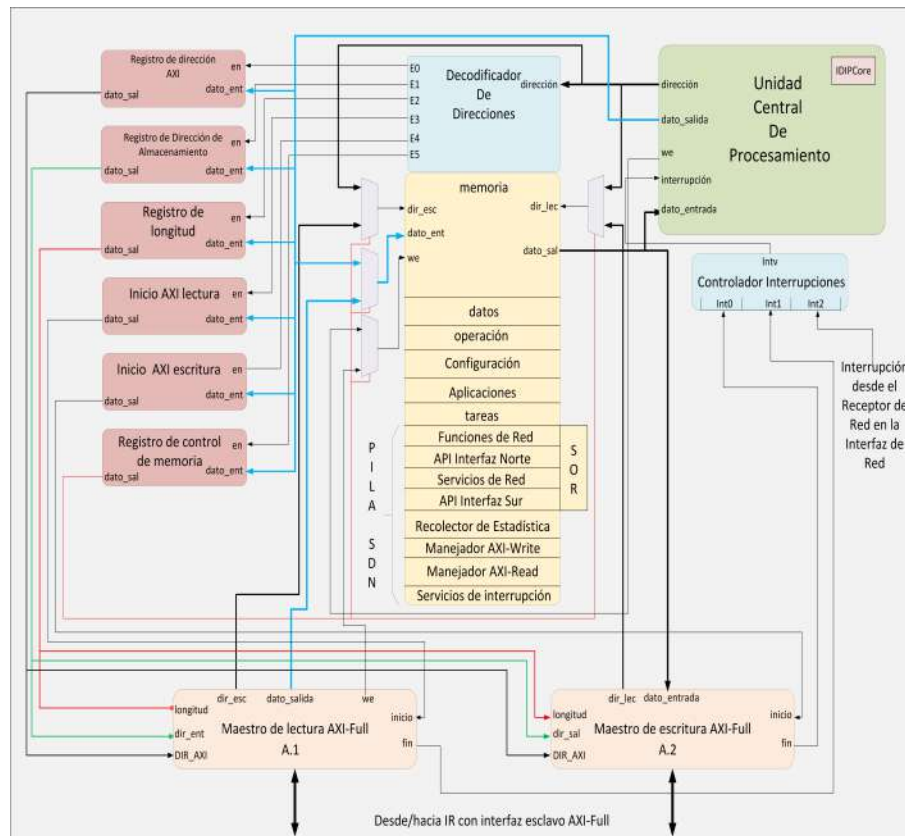 Registro de dirección
AXI
en
dato_sal
dato_ent
Registro de Dirección de
Almacenamiento
en
dato_sal
dato_ent
Registro de
longitud
en
dato_sal
dato_ent
Inicio AXI lectura
en
dato_sal
dato_ent
Inicio AXI escritura
en
dato_sal
dato_ent
Registro de control
de memoria
en
dato_sal
dato_ent
E0
E1
E2
E3
E4
E5
Decodificador
De
Direcciones
dirección
IDIPCore
Unidad
Central
De
Procesamiento
dirección
dato_salida
we
interrupción
dato_entrada
memoria
dir_esc
dir_lec
dato_ent
we
dato_sal
datos
operación
Configuración
Aplicaciones
tareas
Funciones de Red
API Interfaz Norte
Servicios de Red
API Interfaz Sur
Recolector de Estadística
Manejador AXI-Write
Manejador AXI-Read
Servicios de interrupción
PILA
SDN
SOR
Intv
Controlador Interrupciones
Int0
Int1
Int2
Interrupción
desde el
Receptor de
Red en la
Interfaz de
Red
dir_esc
dato_salida
we
longitud
inicio
Maestro de lectura AXI-Full
dir_ent
A.1
fin
DIR_AXI
dir_lec
dato_entrada
longitud
inicio
Maestro de escritura AXI-Full
dir_sal
A.2
fin
DIR_AXI
Desde/hacia IR con interfaz esclavo AXI-Full